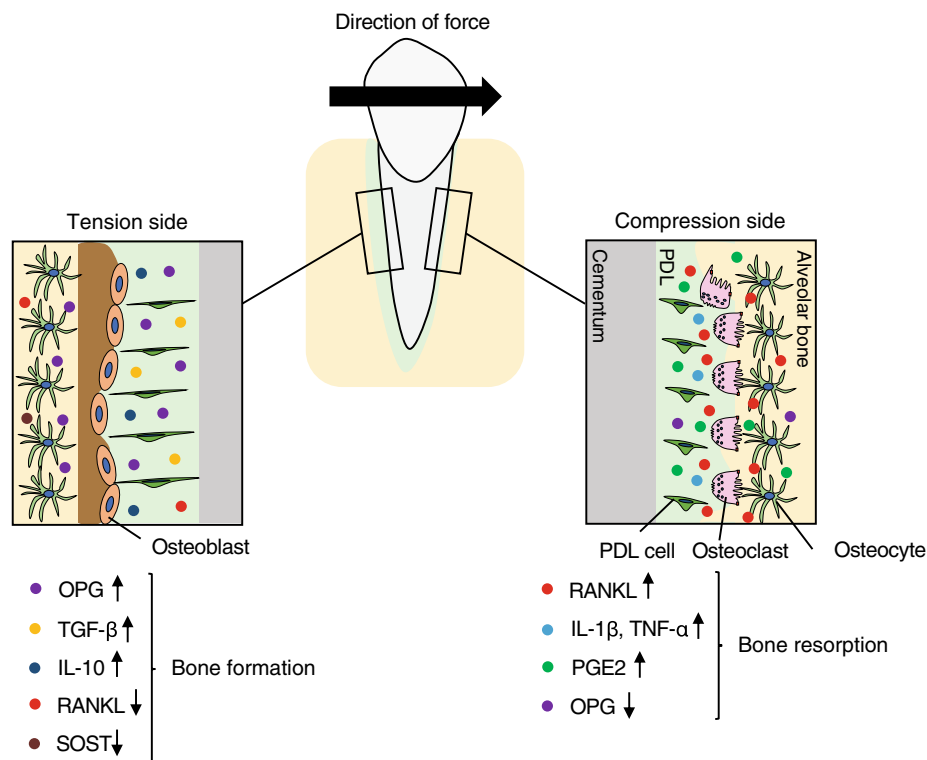 Direction of force
Tension side
Compression side
Cementum
PDL
Alveolar bone
Osteoblast
PDL cell
Osteoclast
Osteocyte
OPG ↑
TGF-β ↑
IL-10 ↑
RANKL ↓
SOST ↓
Bone formation
RANKL ↑
IL-1β, TNF-α ↑
PGE2 ↑
OPG ↓
Bone resorption